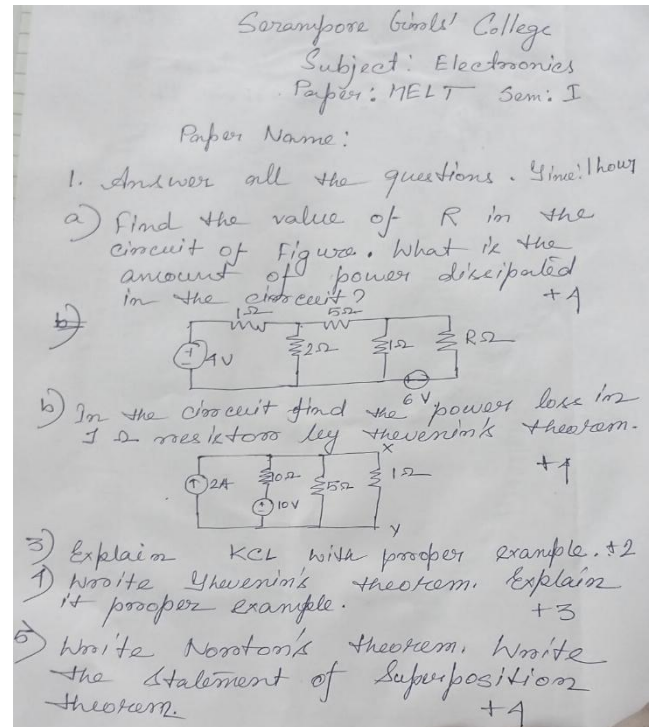 Serampore Girls' College
Subject: Electronics
Paper: MELT Sem: I
Paper Name:
1. Answer all the questions. Time: 1 hour
a) Find the value of R in the
circuit of Figure. What is the
amount of power dissipated
in the circuit? +4
b)
1Ω 5Ω
4V 2Ω 1Ω RΩ
6 V
b) In the circuit find the power loss in
1 Ω resistor by thevenin's theorem.
+4
X
2A 10Ω 5Ω 1Ω
10V
Y
3) Explain KCL with proper example. +2
4) Write Thevenin's theorem. Explain
it proper example. +3
5) Write Norton's theorem. Write
the statement of Superposition
theorem. +4